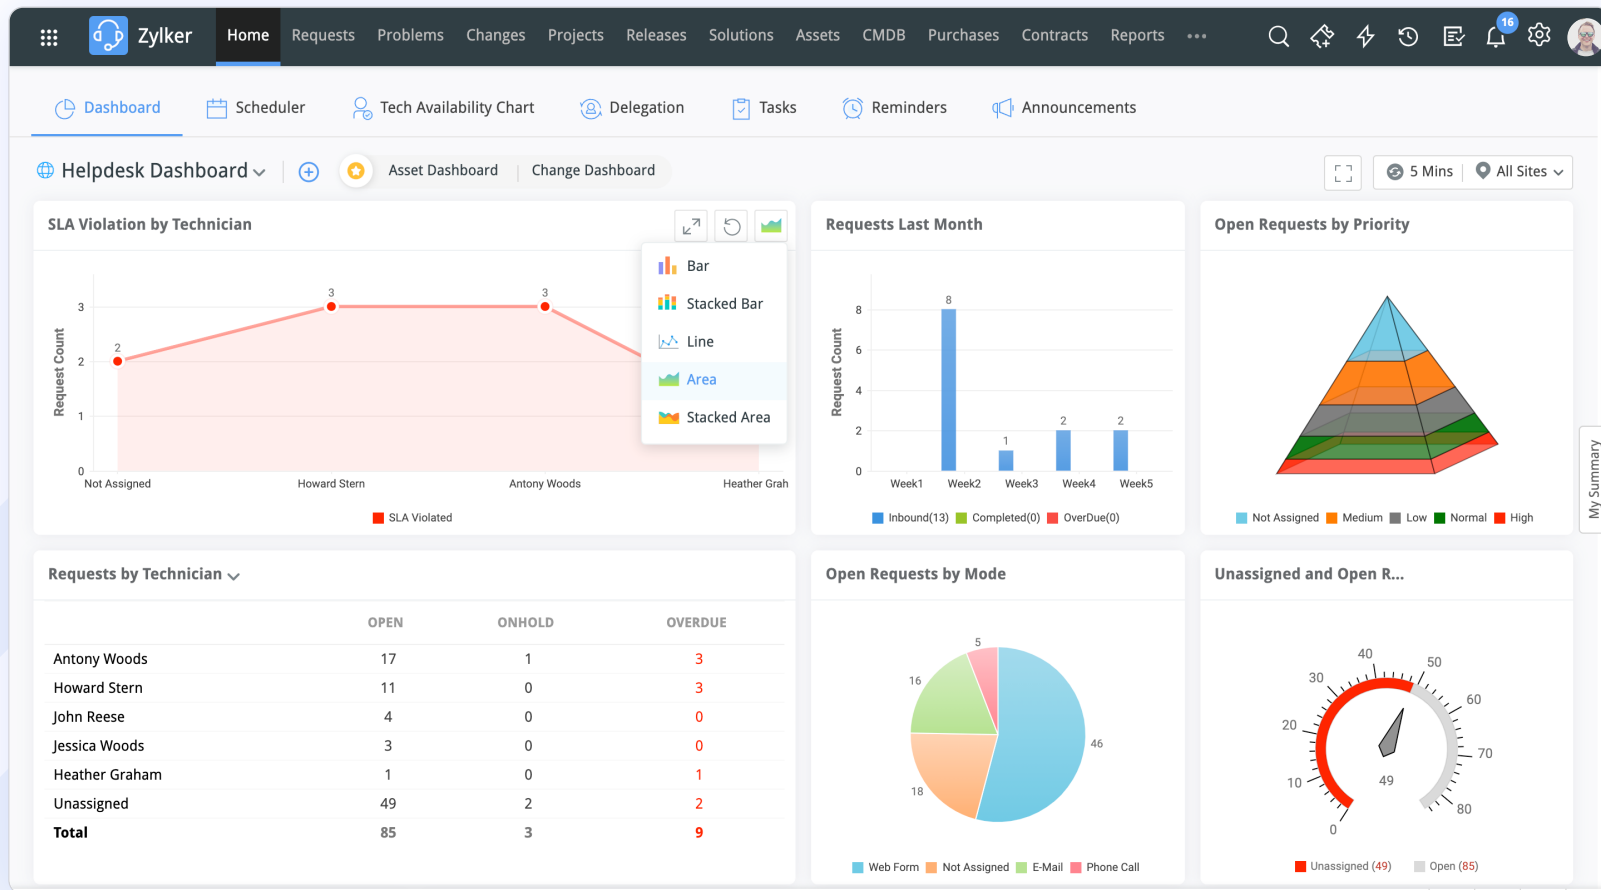 Zylker
Home
Requests
Problems
Changes
Projects
Releases
Solutions
Assets
CMDB
Purchases
Contracts
Reports
16
Dashboard
Scheduler
Tech Availability Chart
Delegation
Tasks
Reminders
Announcements
Helpdesk Dashboard
Asset Dashboard
Change Dashboard
5 Mins
All Sites
SLA Violation by Technician
Bar
Stacked Bar
Line
Area
Stacked Area
Request Count
3
2
1
0
2
3
3
Not Assigned
Howard Stern
Antony Woods
Heather Grah
SLA Violated
Requests Last Month
Request Count
8
6
4
2
0
8
1
2
2
Week1
Week2
Week3
Week4
Week5
Inbound(13)
Completed(0)
OverDue(0)
Open Requests by Priority
Not Assigned
Medium
Low
Normal
High
My Summary
Requests by Technician
OPEN ONHOLD OVERDUE
Antony Woods 17 1 3
Howard Stern 11 0 3
John Reese 4 0 0
Jessica Woods 3 0 0
Heather Graham 1 0 1
Unassigned 49 2 2
Total 85 3 9
Open Requests by Mode
5
16
46
18
Web Form
Not Assigned
E-Mail
Phone Call
Unassigned and Open R...
0
10
20
30
40
50
60
70
80
49
Unassigned (49)
Open (85)